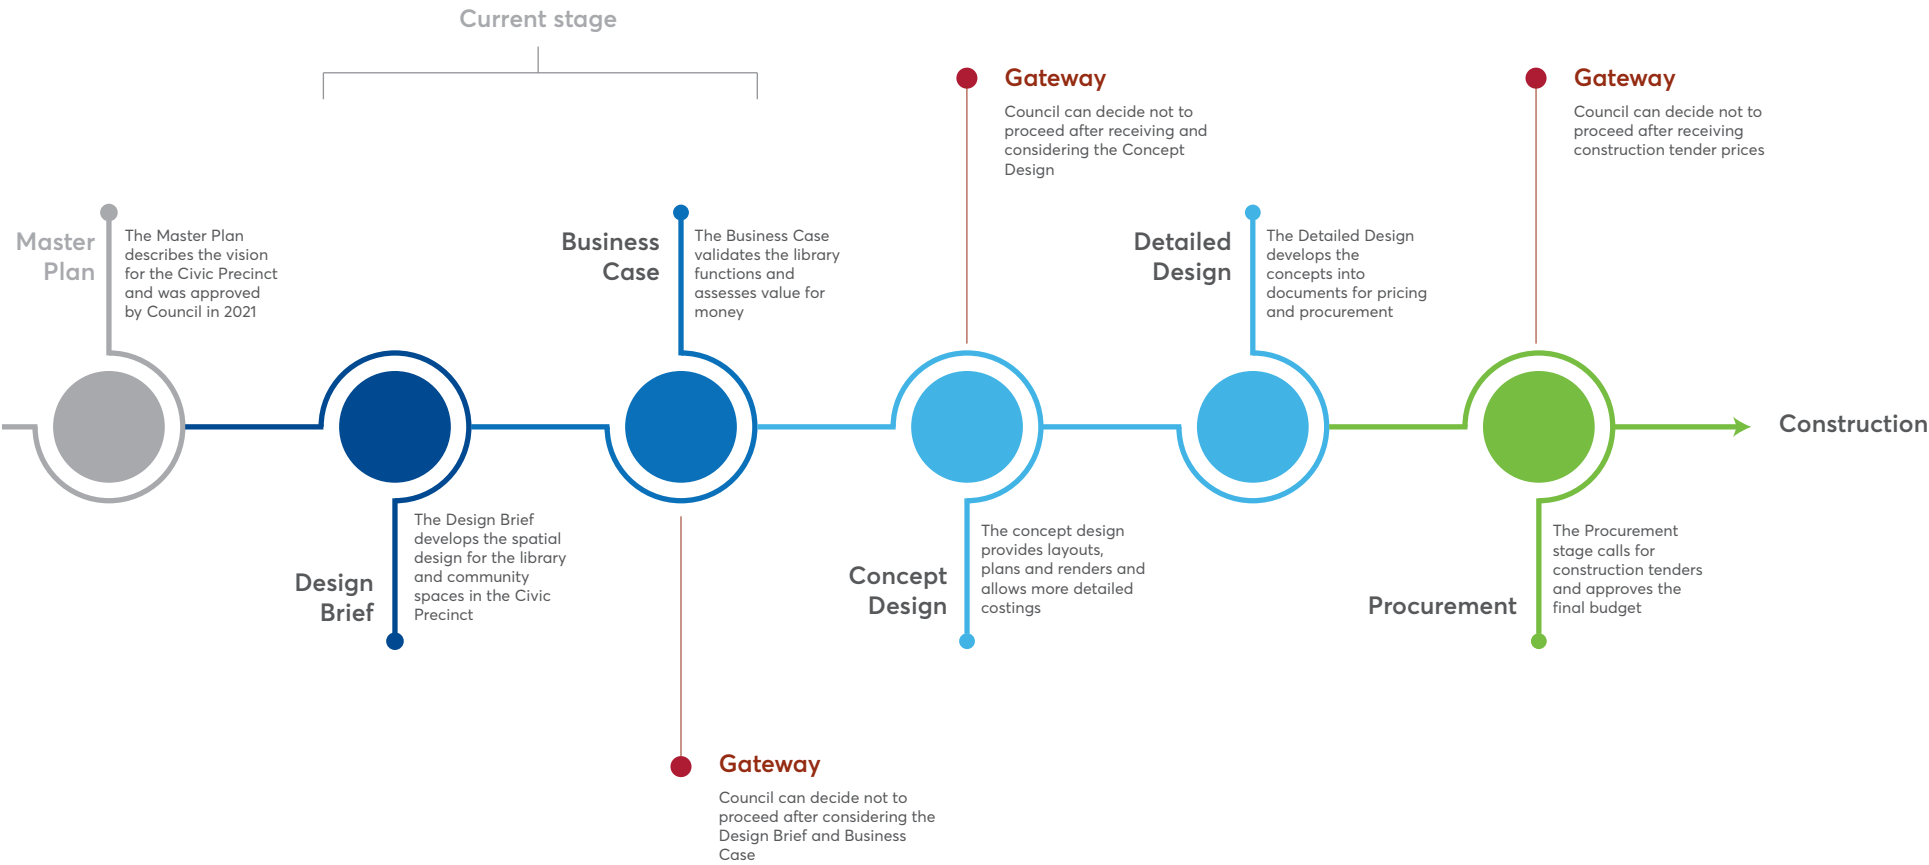 Current stage
Master
Plan
The Master Plan
describes the vision
for the Civic Precinct
and was approved
by Council in 2021
Design
Brief
The Design Brief
develops the spatial
design for the library
and community
spaces in the Civic
Precinct
Business
Case
The Business Case
validates the library
functions and
assesses value for
money
Gateway
Council can decide not to
proceed after considering the
Design Brief and Business
Case
Gateway
Council can decide not to
proceed after receiving and
considering the Concept
Design
Concept
Design
The concept design
provides layouts,
plans and renders and
allows more detailed
costings
Detailed
Design
The Detailed Design
develops the
concepts into
documents for pricing
and procurement
Gateway
Council can decide not to
proceed after receiving
construction tender prices
Procurement
The Procurement
stage calls for
construction tenders
and approves the
final budget
Construction